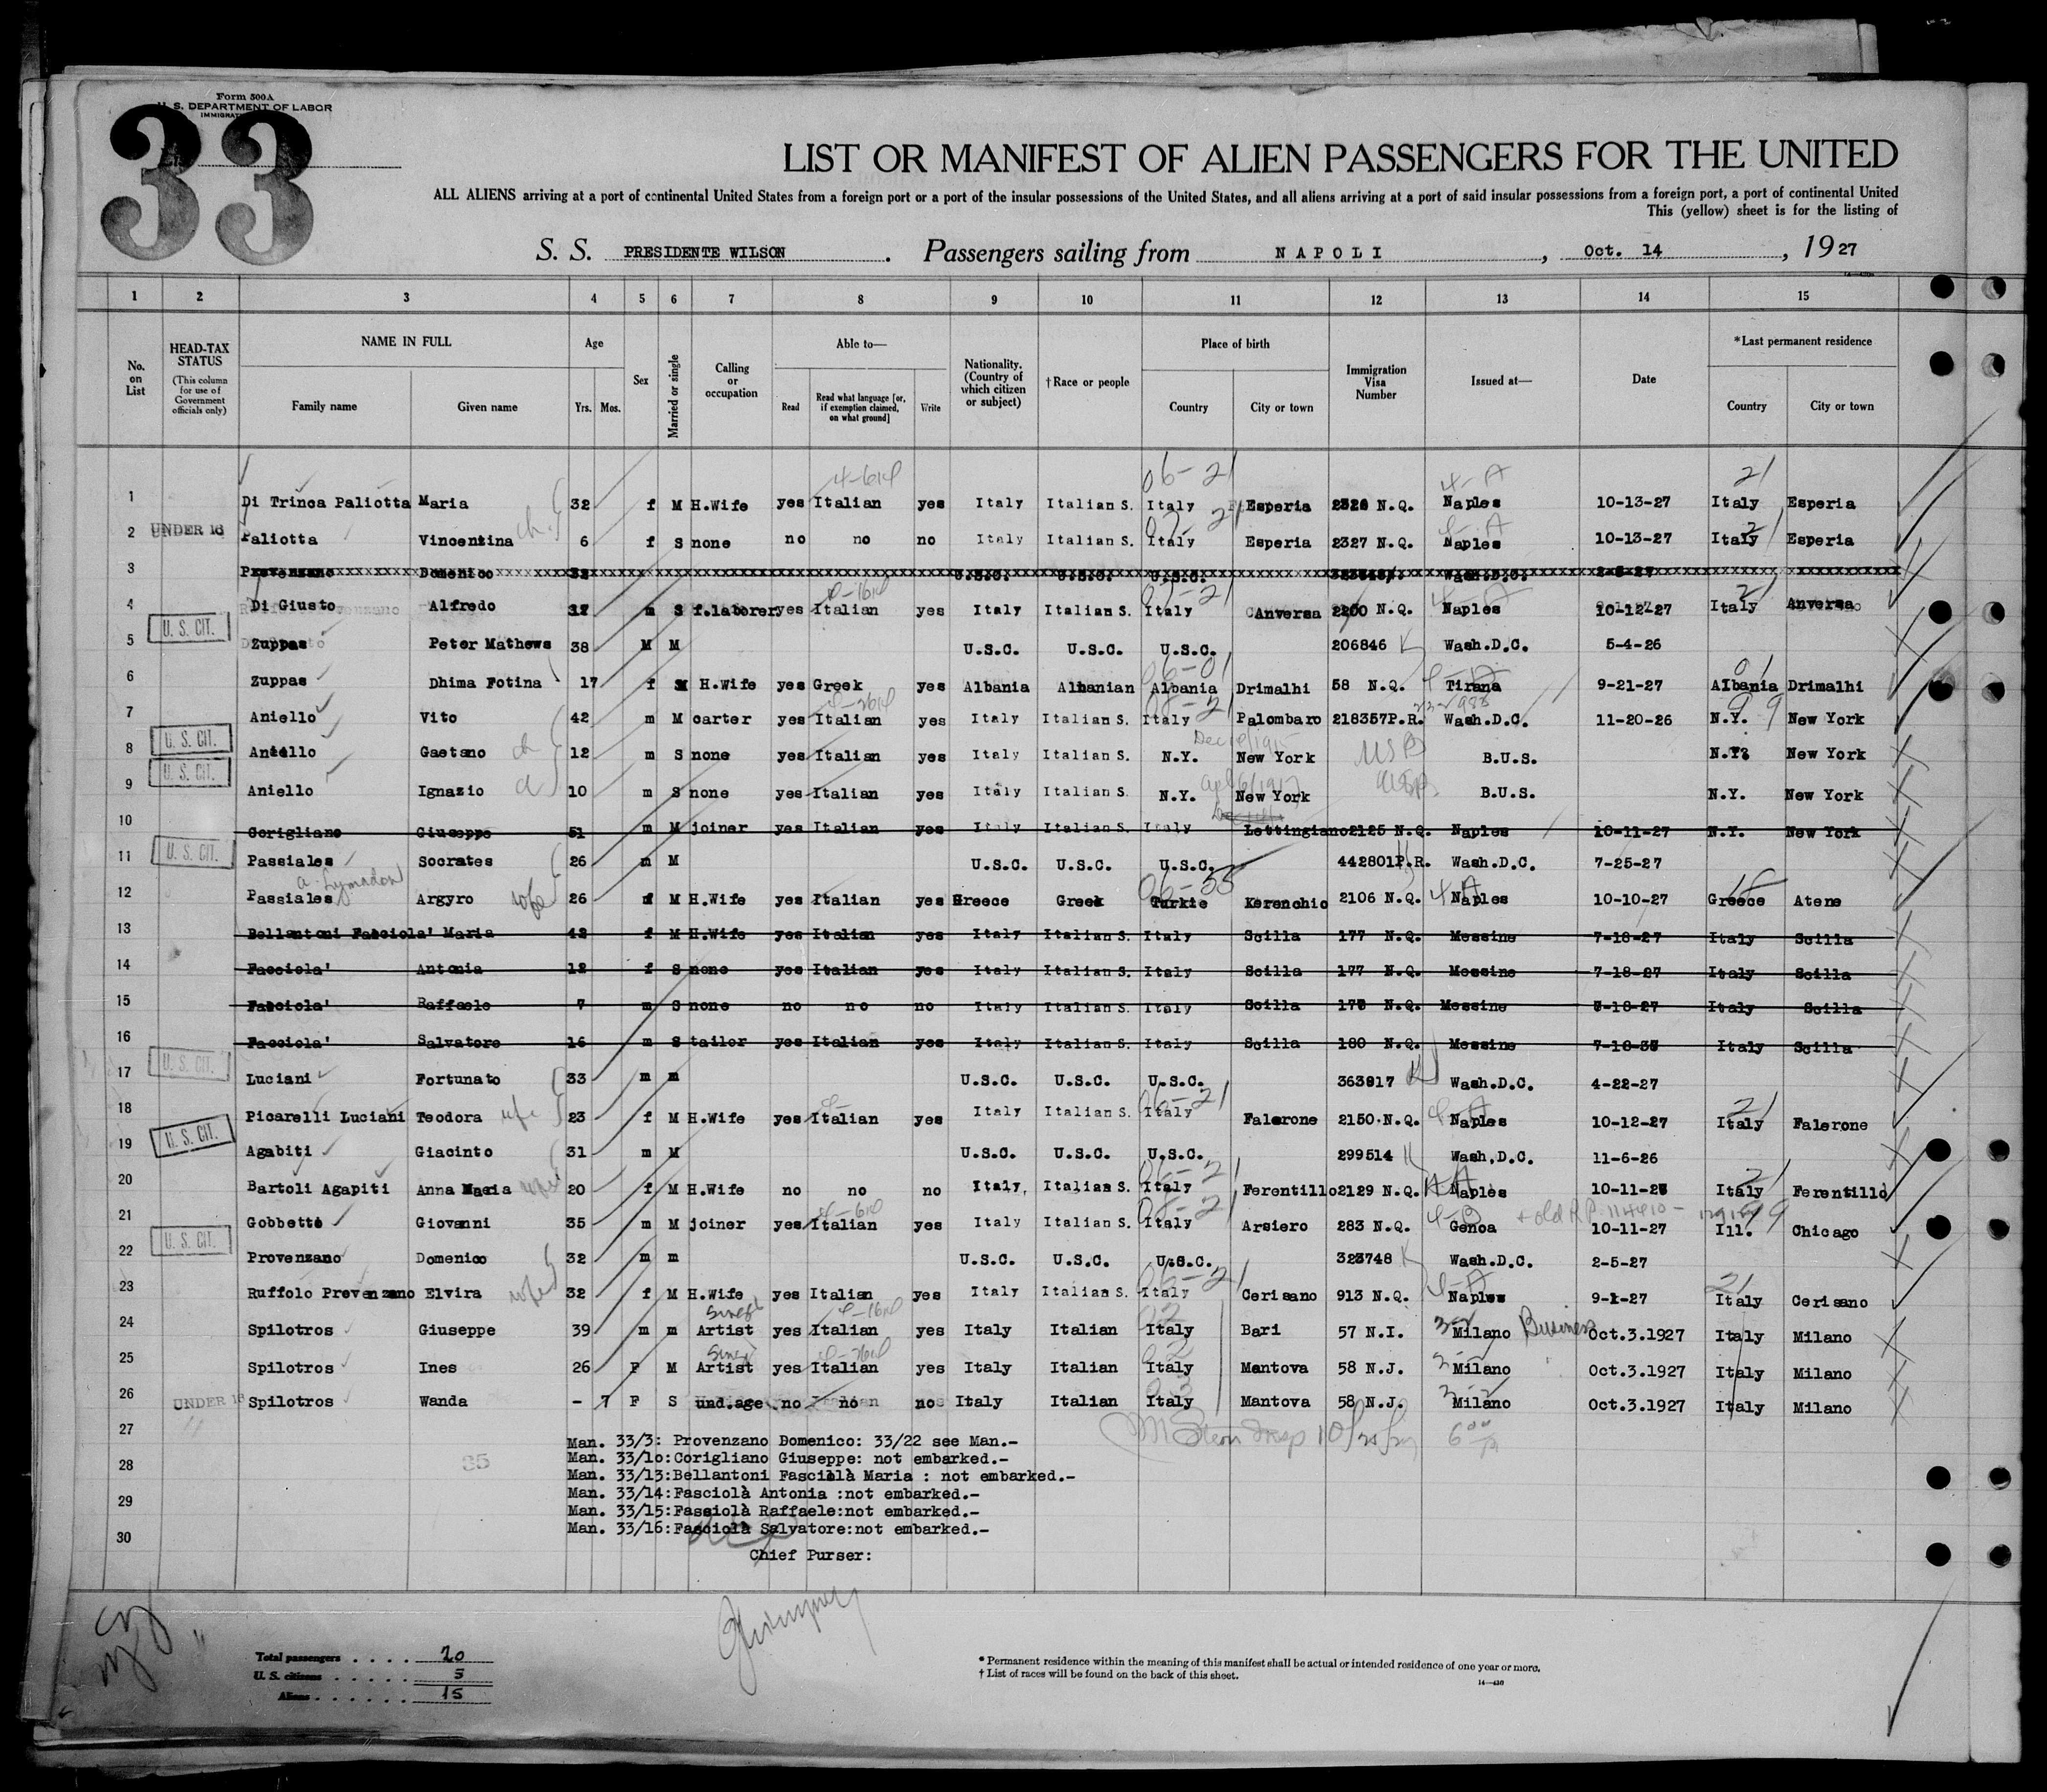 Form 500A
U. S. DEPARTMENT OF LABOR
33
LIST OR MANIFEST OF ALIEN PASSENGERS FOR THE UNITED
ALL ALIENS arriving at a port of continental United States from a foreign port or a port of the insular possessions of the United States, and all aliens arriving at a port of said insular possessions from a foreign port, a port of continental United
This (yellow) sheet is for the listing of
S. S. PRESIDENTE WILSON. Passengers sailing from NAPOLI, Oct. 14, 1927
1 2 3 4 5 6 7 8 9 10 11 12 13 14 15
No. on List
HEAD-TAX STATUS (This column for use of Government officials only)
NAME IN FULL
Family name Given name
Age
Yrs. Mos.
Sex
Married or single
Calling or occupation
Able to—
Read Read what language [or, if exemption claimed, on what ground] Write
Nationality. (Country of which citizen or subject)
†Race or people
Place of birth
Country City or town
Immigration Visa Number
Issued at—
Date
*Last permanent residence
Country City or town
1 Di Trinca Paliotta Maria 32 f M H.Wife yes Italian yes Italy Italian S. Italy Esperia 2326 N.Q. Naples 10-13-27 Italy Esperia
2 UNDER 16 Paliotta Vincentina 6 f S none no no no Italy Italian S. Italy Esperia 2327 N.Q. Naples 10-13-27 Italy Esperia
3 Provenzano Domenico 32 U.S.C. U.S.C. U.S.C. Wash.D.C. 2-5-27
4 Di Giusto Alfredo m S f.laborer yes Italian yes Italy Italian S. Italy Anversa 2200 N.Q. Naples 10-12-27 Italy Anversa
5 U. S. CIT. Zuppas Peter Mathews 38 M M U.S.C. U.S.C. U.S.C. 206846 Wash.D.C. 5-4-26
6 Zuppas Dhima Fotina 17 f M H.Wife yes Greek yes Albania Albanian Albania Drimalhi 58 N.Q. Tirana 9-21-27 Albania Drimalhi
7 Aniello Vito 42 m M carter yes Italian yes Italy Italian S. Italy Palombaro 218357P.R. Wash.D.C. 11-20-26 N.Y. New York
8 U. S. CIT. Aniello Gaetano 12 m S none yes Italian yes Italy Italian S. N.Y. New York B.U.S. N.Y. New York
9 U. S. CIT. Aniello Ignazio 10 m S none yes Italian yes Italy Italian S. N.Y. New York B.U.S. N.Y. New York
10 Corigliano Giuseppe 51 m M joiner yes Italian yes Italy Italian S. Italy Lettingiano 2125 N.Q. Naples 10-11-27 N.Y. New York
11 U. S. CIT. Passiales Socrates 26 m M U.S.C. U.S.C. U.S.C. 442801P.R. Wash.D.C. 7-25-27
12 Passiales Argyro wife 26 f M H.Wife yes Italian yes Greece Greek Turkie Kerenchic 2106 N.Q. Naples 10-10-27 Greece Atene
13 Bellantoni Fasciola' Maria 42 f M H.Wife yes Italian yes Italy Italian S. Italy Scilla 177 N.Q. Messine 7-18-27 Italy Scilla
14 Fasciola' Antonia 12 f S none yes Italian yes Italy Italian S. Italy Scilla 177 N.Q. Messine 7-18-27 Italy Scilla
15 Fasciola' Raffaele 7 m S none no no no Italy Italian S. Italy Scilla N.Q. Messine 7-18-27 Italy Scilla
16 Fasciola' Salvatore 16 m S tailor yes Italian yes Italy Italian S. Italy Scilla 180 N.Q. Messine Italy Scilla
17 U. S. CIT. Luciani Fortunato 33 m m U.S.C. U.S.C. U.S.C. 363917 Wash.D.C. 4-22-27
18 Picarelli Luciani Teodora wife 23 f M H.Wife yes Italian yes Italy Italian S. Italy Falerone 2150.N.Q. Naples 10-12-27 Italy Falerone
19 U. S. CIT. Agabiti Giacinto 31 m M U.S.C. U.S.C. U.S.C. 299514 Wash.D.C. 11-6-26
20 Bartoli Agapiti Anna Maria wife 20 f M H.Wife no no no Italy. Italian S. Italy Ferentillo 2129 N.Q. Naples 10-11-27 Italy Ferentillo
21 Gobbetto Giovanni 35 m M joiner yes Italian yes Italy Italian S. Italy Arsiero 283 N.Q. Genoa 10-11-27 Ill. Chicago
22 U. S. CIT. Provenzano Domenico 32 m m U.S.C. U.S.C. U.S.C. 323748 Wash.D.C. 2-5-27
23 Ruffolo Provenzano Elvira wife 32 f M H.Wife yes Italian yes Italy Italian S. Italy Cerisano 913 N.Q. Naples 9-1-27 Italy Cerisano
24 Spilotros Giuseppe 39 m m Singer Artist yes Italian yes Italy Italian Italy Bari 57 N.I. Milano Business Oct.3.1927 Italy Milano
25 Spilotros Ines 26 F M Singer Artist yes Italian yes Italy Italian Italy Mantova 58 N.J. Milano Oct.3.1927 Italy Milano
26 UNDER 16 Spilotros Wanda - 7 F S und.age no no no Italy Italian Italy Mantova 58 N.J. Milano Oct.3.1927 Italy Milano
27
28
29
30
Man. 33/3: Provenzano Domenico: 33/22 see Man.-
Man. 33/10:Corigliano Giuseppe: not embarked.-
Man. 33/13:Bellantoni Fasciolà Maria : not embarked.-
Man. 33/14:Fasciolà Antonia :not embarked.-
Man. 33/15:Fasciolà Raffaele:not embarked.-
Man. 33/16:Fasciolà Salvatore:not embarked.-
Chief Purser:
Total passengers . . . . 20
U. S. citizens . . . . . 5
Aliens . . . . . . 15
* Permanent residence within the meaning of this manifest shall be actual or intended residence of one year or more.
† List of races will be found on the back of this sheet.